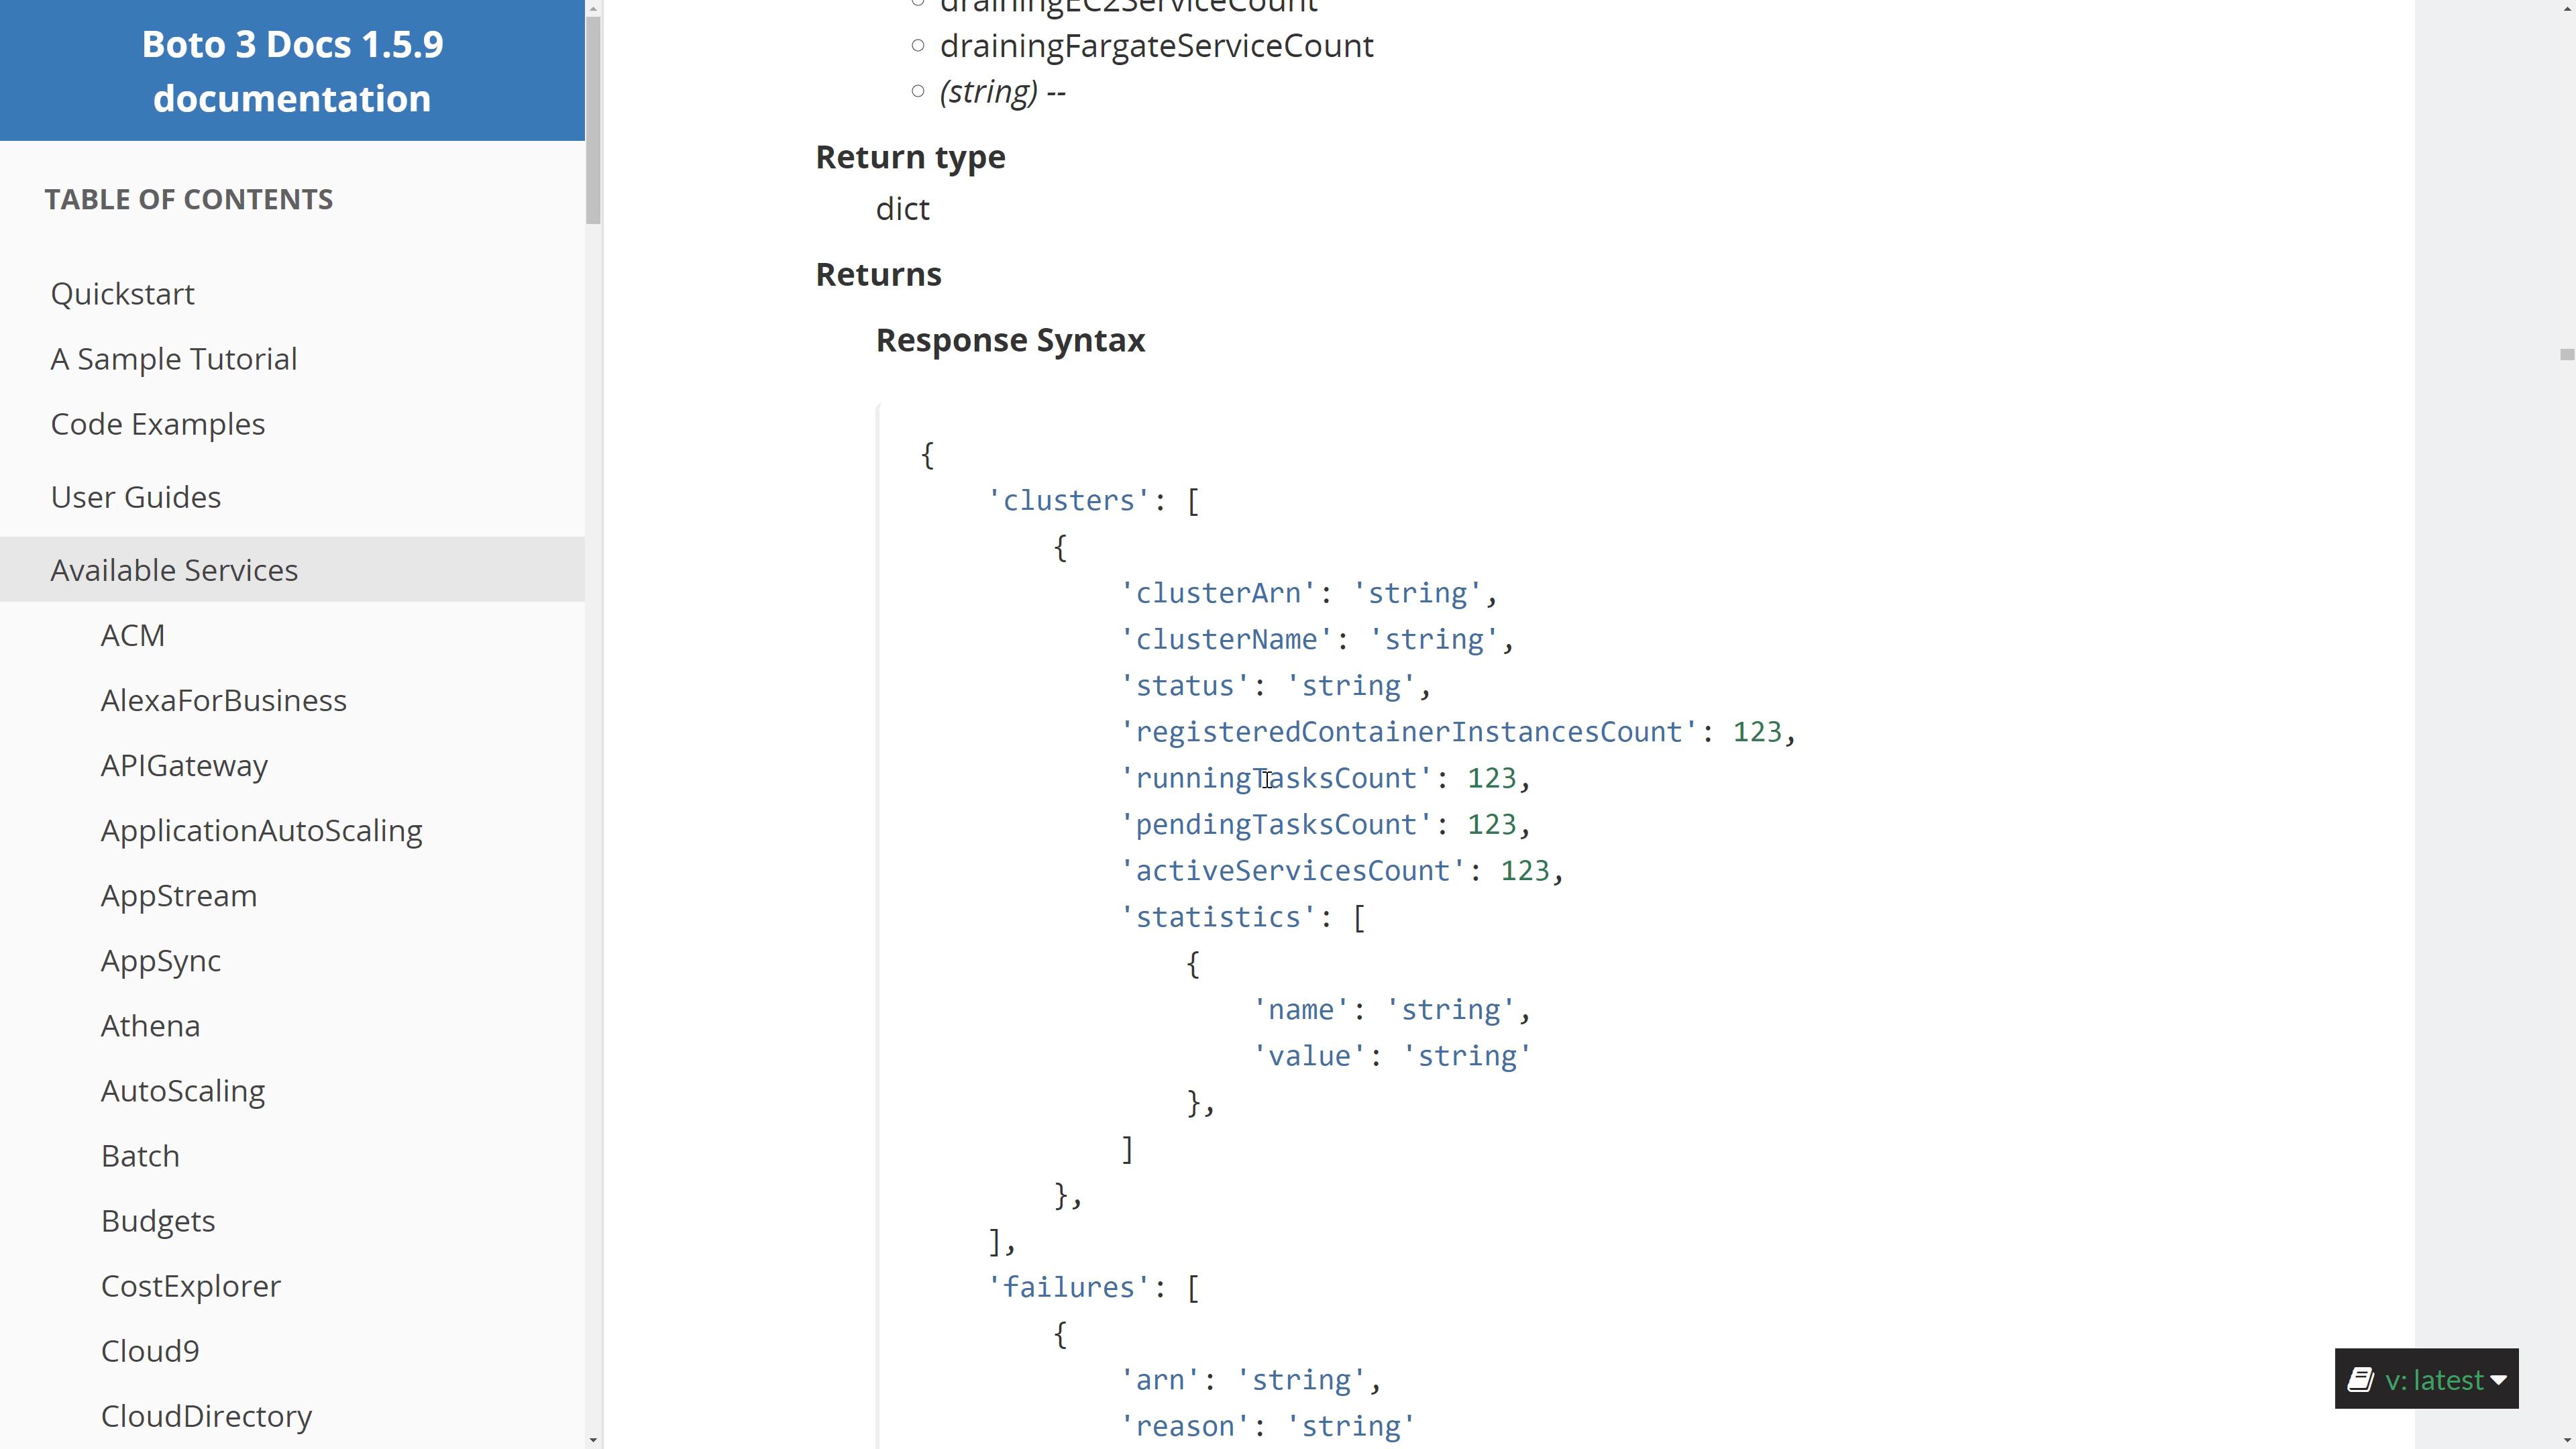 Boto 3 Docs 1.5.9
documentation
TABLE OF CONTENTS
Quickstart
A Sample Tutorial
Code Examples
User Guides
Available Services
ACM
AlexaForBusiness
APIGateway
ApplicationAutoScaling
AppStream
AppSync
Athena
AutoScaling
Batch
Budgets
CostExplorer
Cloud9
CloudDirectory
drainingEC2ServiceCount
drainingFargateServiceCount
(string) --
Return type
dict
Returns
Response Syntax
{
'clusters': [
{
'clusterArn': 'string',
'clusterName': 'string',
'status': 'string',
'registeredContainerInstancesCount': 123,
'runningTasksCount': 123,
'pendingTasksCount': 123,
'activeServicesCount': 123,
'statistics': [
{
'name': 'string',
'value': 'string'
},
]
},
],
'failures': [
{
'arn': 'string',
'reason': 'string'
v: latest